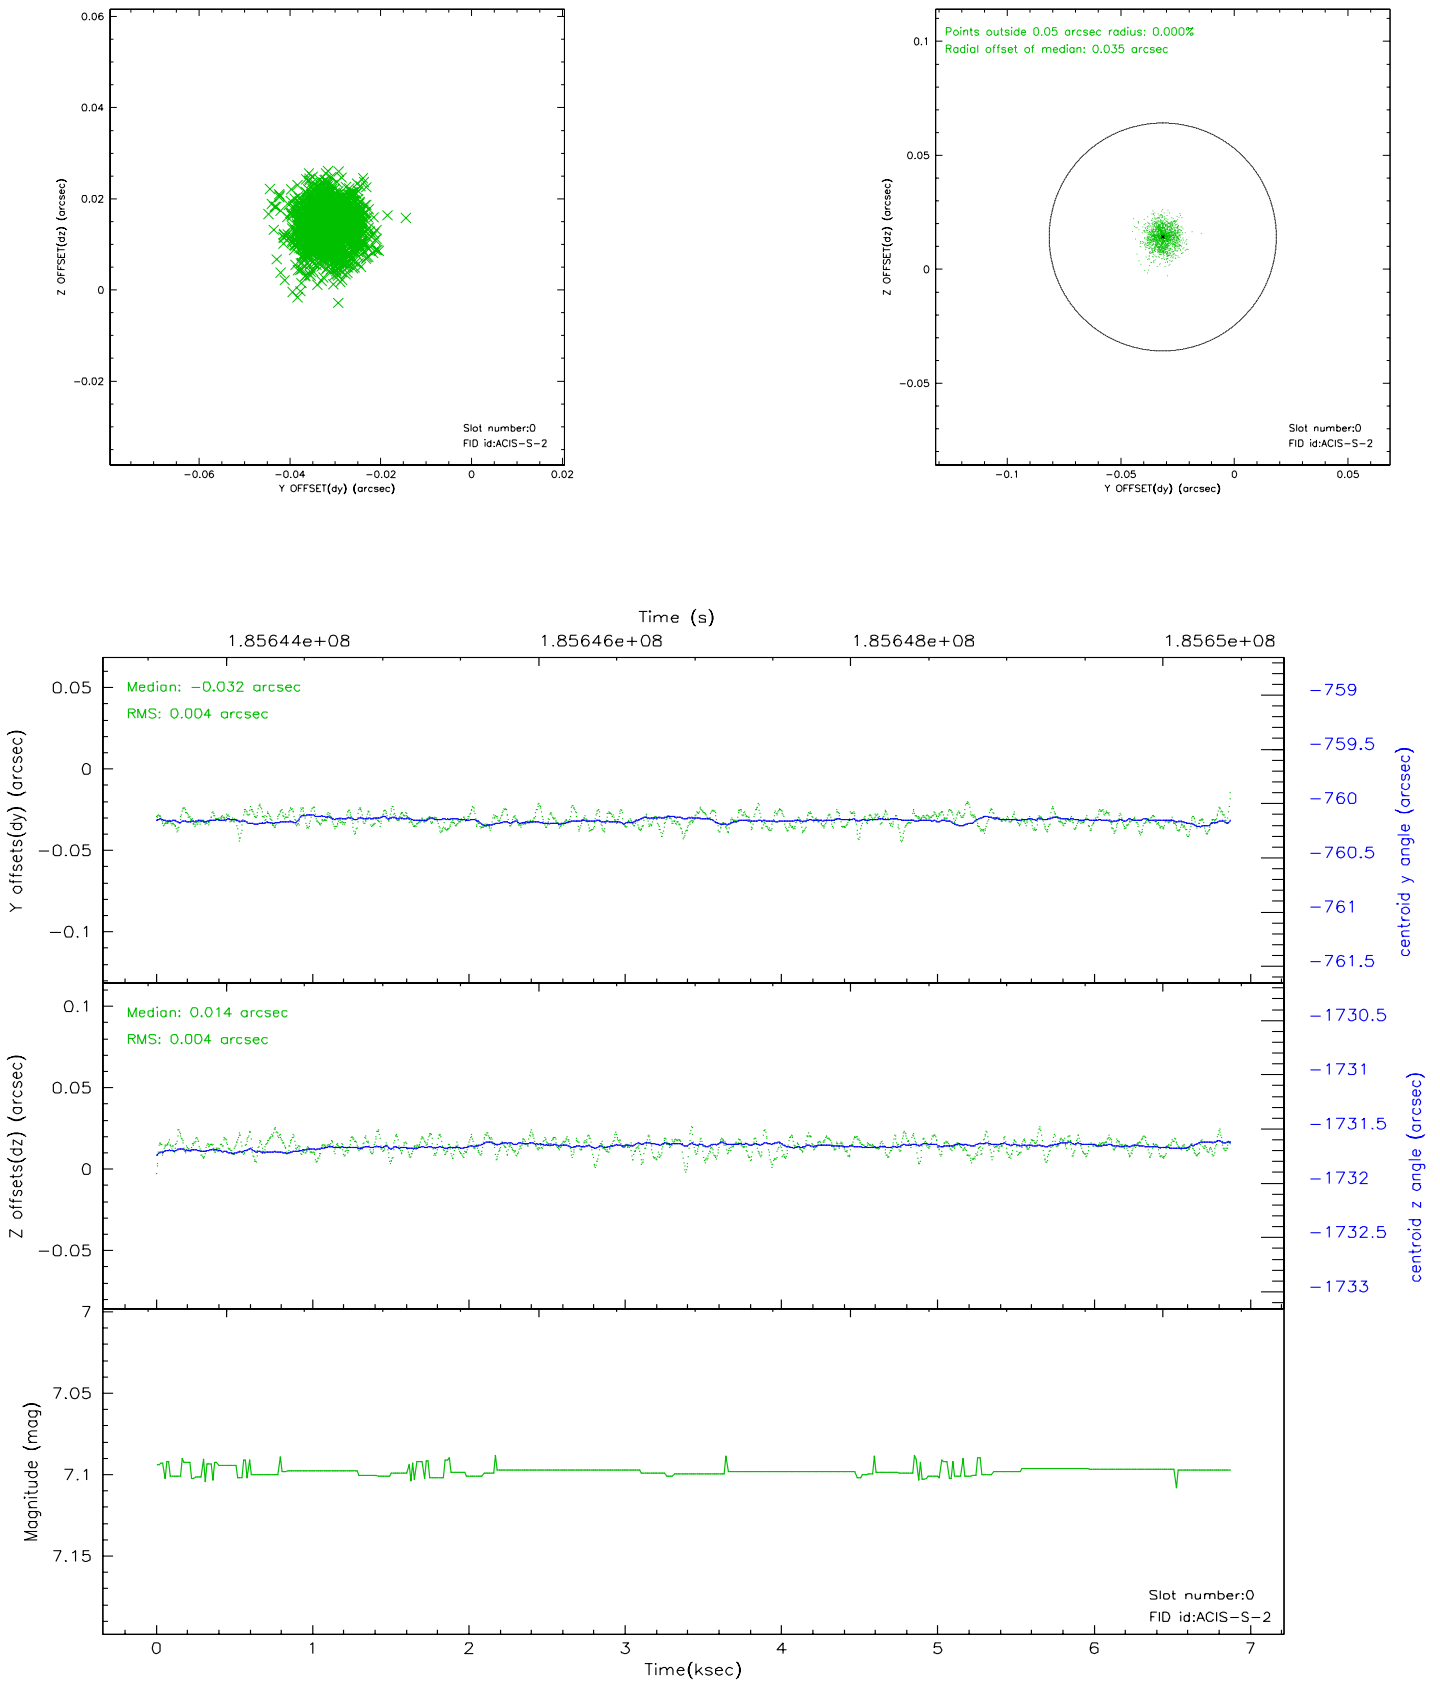 0.06
0.04
0.02
0
−0.02
Z OFFSET(dz) (arcsec)
Slot number:0
FID id:ACIS−S−2
−0.06
−0.04
−0.02
0
0.02
Y OFFSET(dy) (arcsec)
Points outside 0.05 arcsec radius: 0.000%
Radial offset of median: 0.035 arcsec
0.1
0.05
0
−0.05
Z OFFSET(dz) (arcsec)
Slot number:0
FID id:ACIS−S−2
−0.1
−0.05
0
0.05
Y OFFSET(dy) (arcsec)
Time (s)
1.85644e+08
1.85646e+08
1.85648e+08
1.8565e+08
Median: −0.032 arcsec
RMS: 0.004 arcsec
0.05
0
−0.05
−0.1
Y offsets(dy) (arcsec)
−759
−759.5
−760
−760.5
−761
−761.5
centroid y angle (arcsec)
Median: 0.014 arcsec
RMS: 0.004 arcsec
0.1
0.05
0
−0.05
Z offsets(dz) (arcsec)
−1730.5
−1731
−1731.5
−1732
−1732.5
−1733
centroid z angle (arcsec)
7
7.05
7.1
7.15
Magnitude (mag)
Slot number:0
FID id:ACIS−S−2
0
1
2
3
4
5
6
7
Time(ksec)